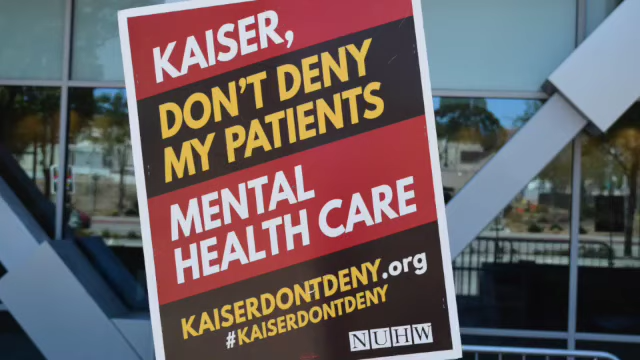 KAISER,
DON'T DENY
MY PATIENTS
MENTAL
HEALTH CARE
KAISERDONTDENY.org
#KAISERDONTDENY
NUHW